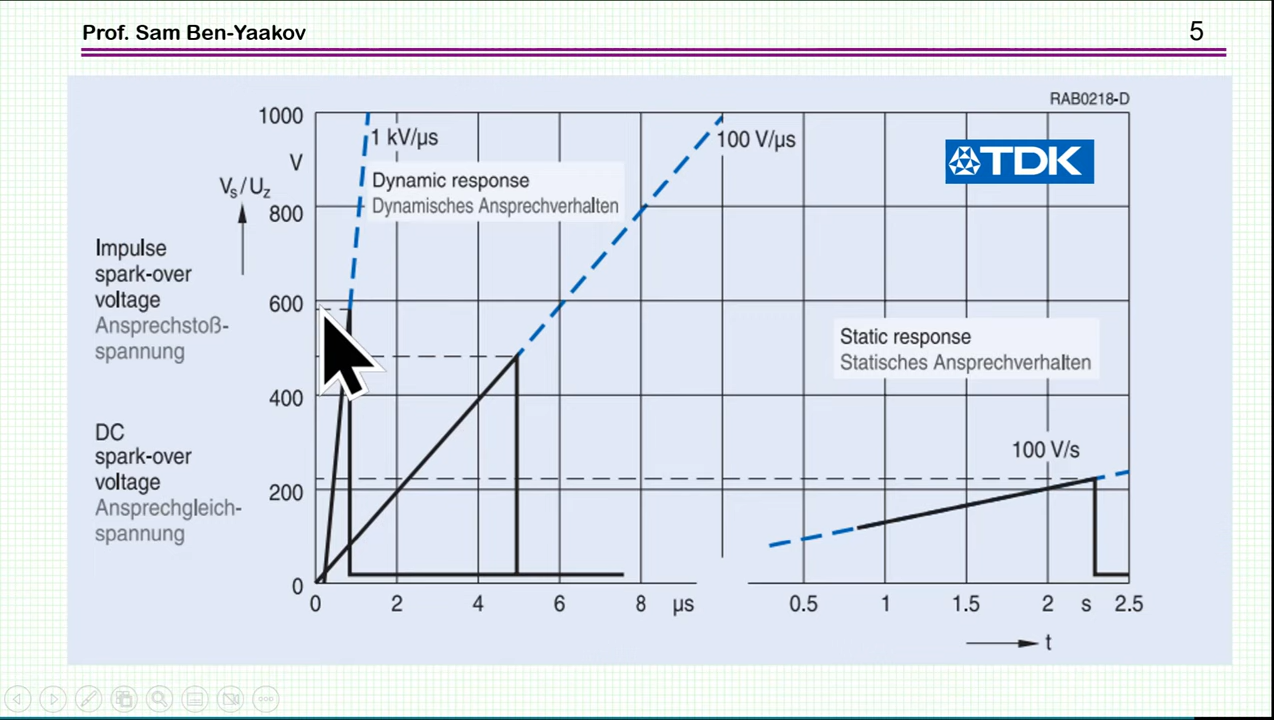 Prof. Sam Ben-Yaakov
5
RAB0218-D
1000
V
Vs / Uz
800
600
400
200
0
Impulse
spark-over
voltage
Ansprechstoß-
spannung
DC
spark-over
voltage
Ansprechgleich-
spannung
1 kV/µs
100 V/µs
TDK
Dynamic response
Dynamisches Ansprechverhalten
Static response
Statisches Ansprechverhalten
100 V/s
0 2 4 6 8 µs 0.5 1 1.5 2 s 2.5
t